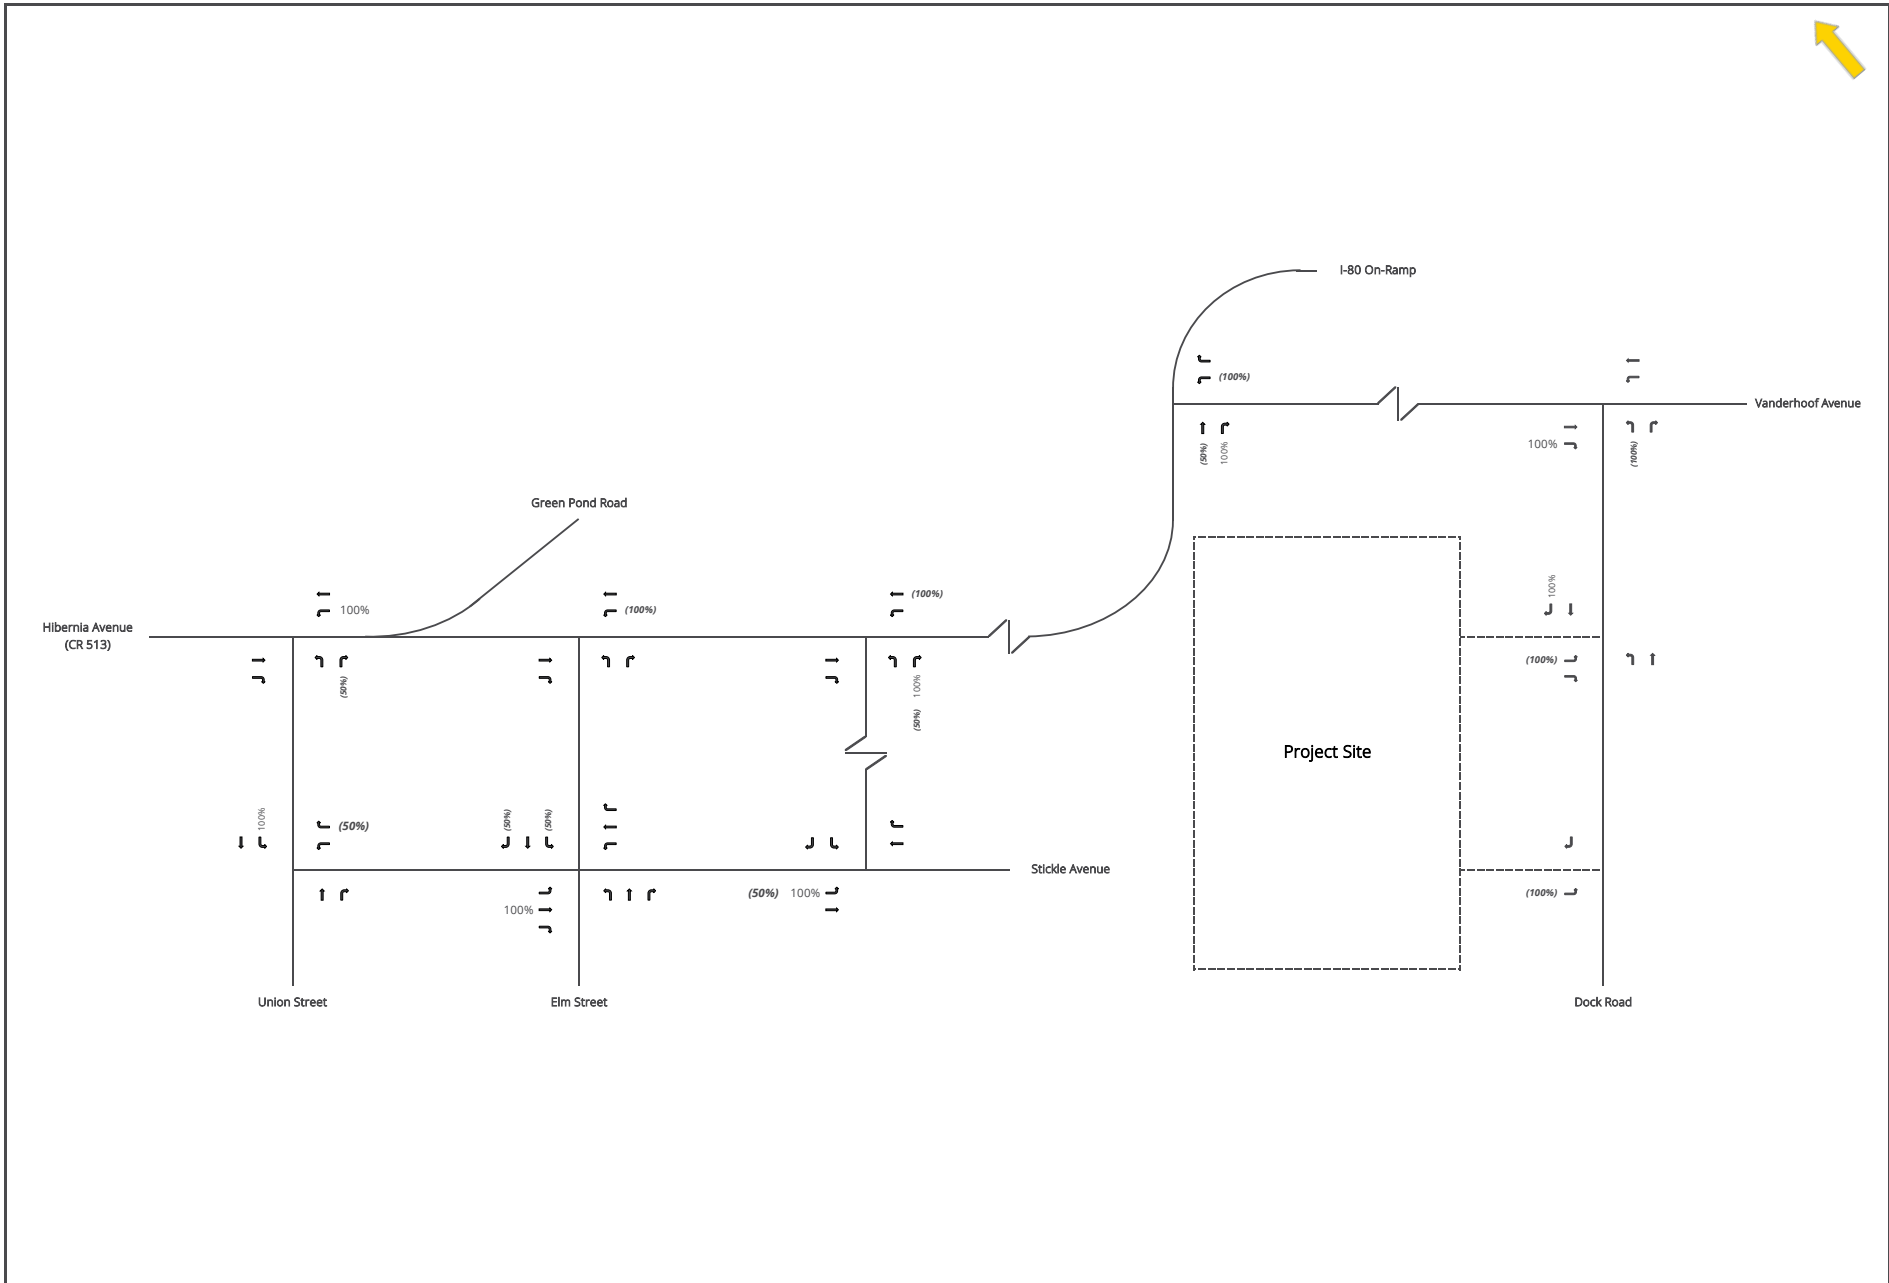 I-80 On-Ramp
(100%)
Vanderhoof Avenue
(50%)
100%
100%
(100%)
Green Pond Road
100%
100%
(100%)
(100%)
Hibernia Avenue
(CR 513)
(50%)
100%
(50%)
(100%)
Project Site
100%
(50%)
(50%)
(50%)
Stickle Avenue
100%
(50%) 100%
(100%)
Union Street
Elm Street
Dock Road